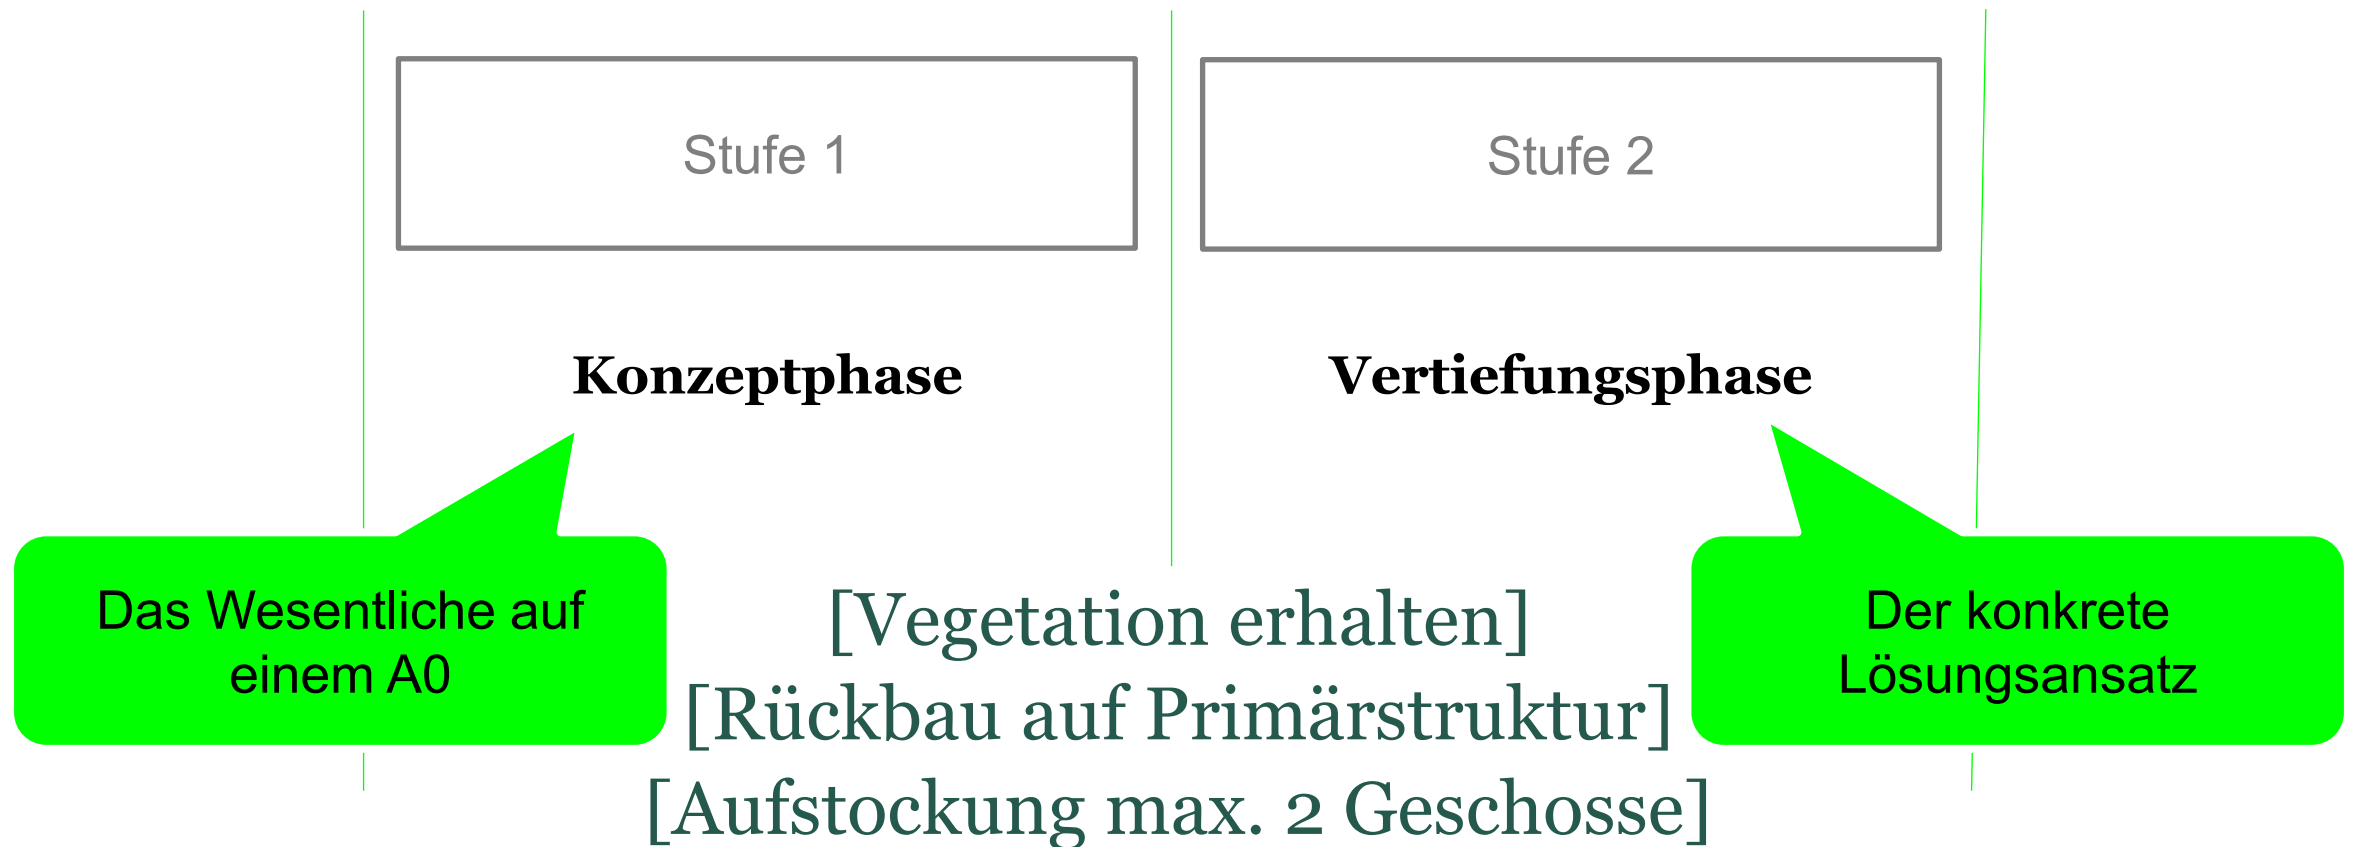 Stufe 1
Stufe 2
Konzeptphase
Vertiefungsphase
Das Wesentliche auf
einem A0
Der konkrete
Lösungsansatz
[Vegetation erhalten]
[Rückbau auf Primärstruktur]
[Aufstockung max. 2 Geschosse]